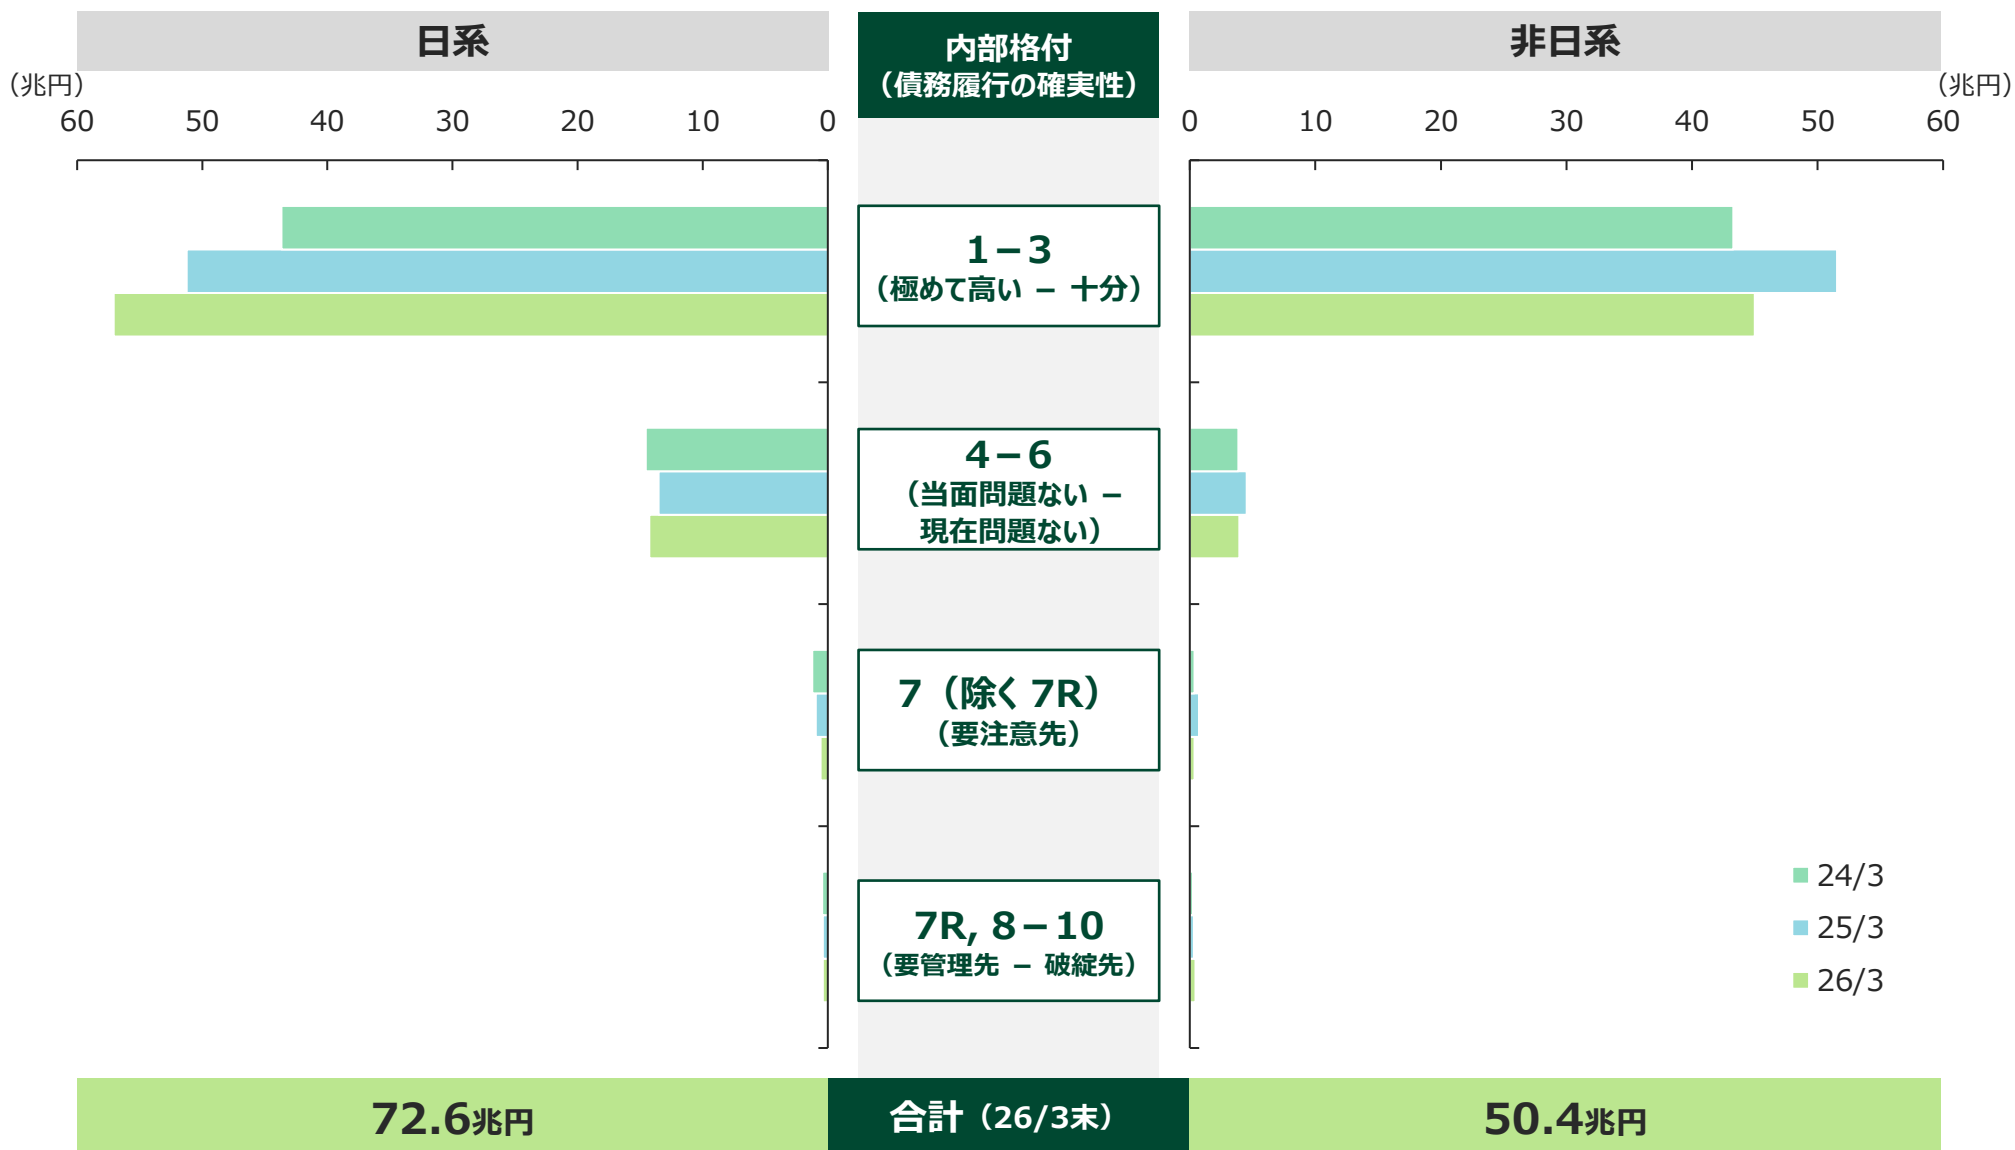 日系
内部格付
（債務履行の確実性）
非日系
（兆円）
（兆円）
60 50 40 30 20 10 0
0 10 20 30 40 50 60
1－3
（極めて高い － 十分）
4－6
（当面問題ない －
現在問題ない）
7（除く 7R）
（要注意先）
7R, 8－10
（要管理先 － 破綻先）
24/3
25/3
26/3
72.6兆円
合計（26/3末）
50.4兆円